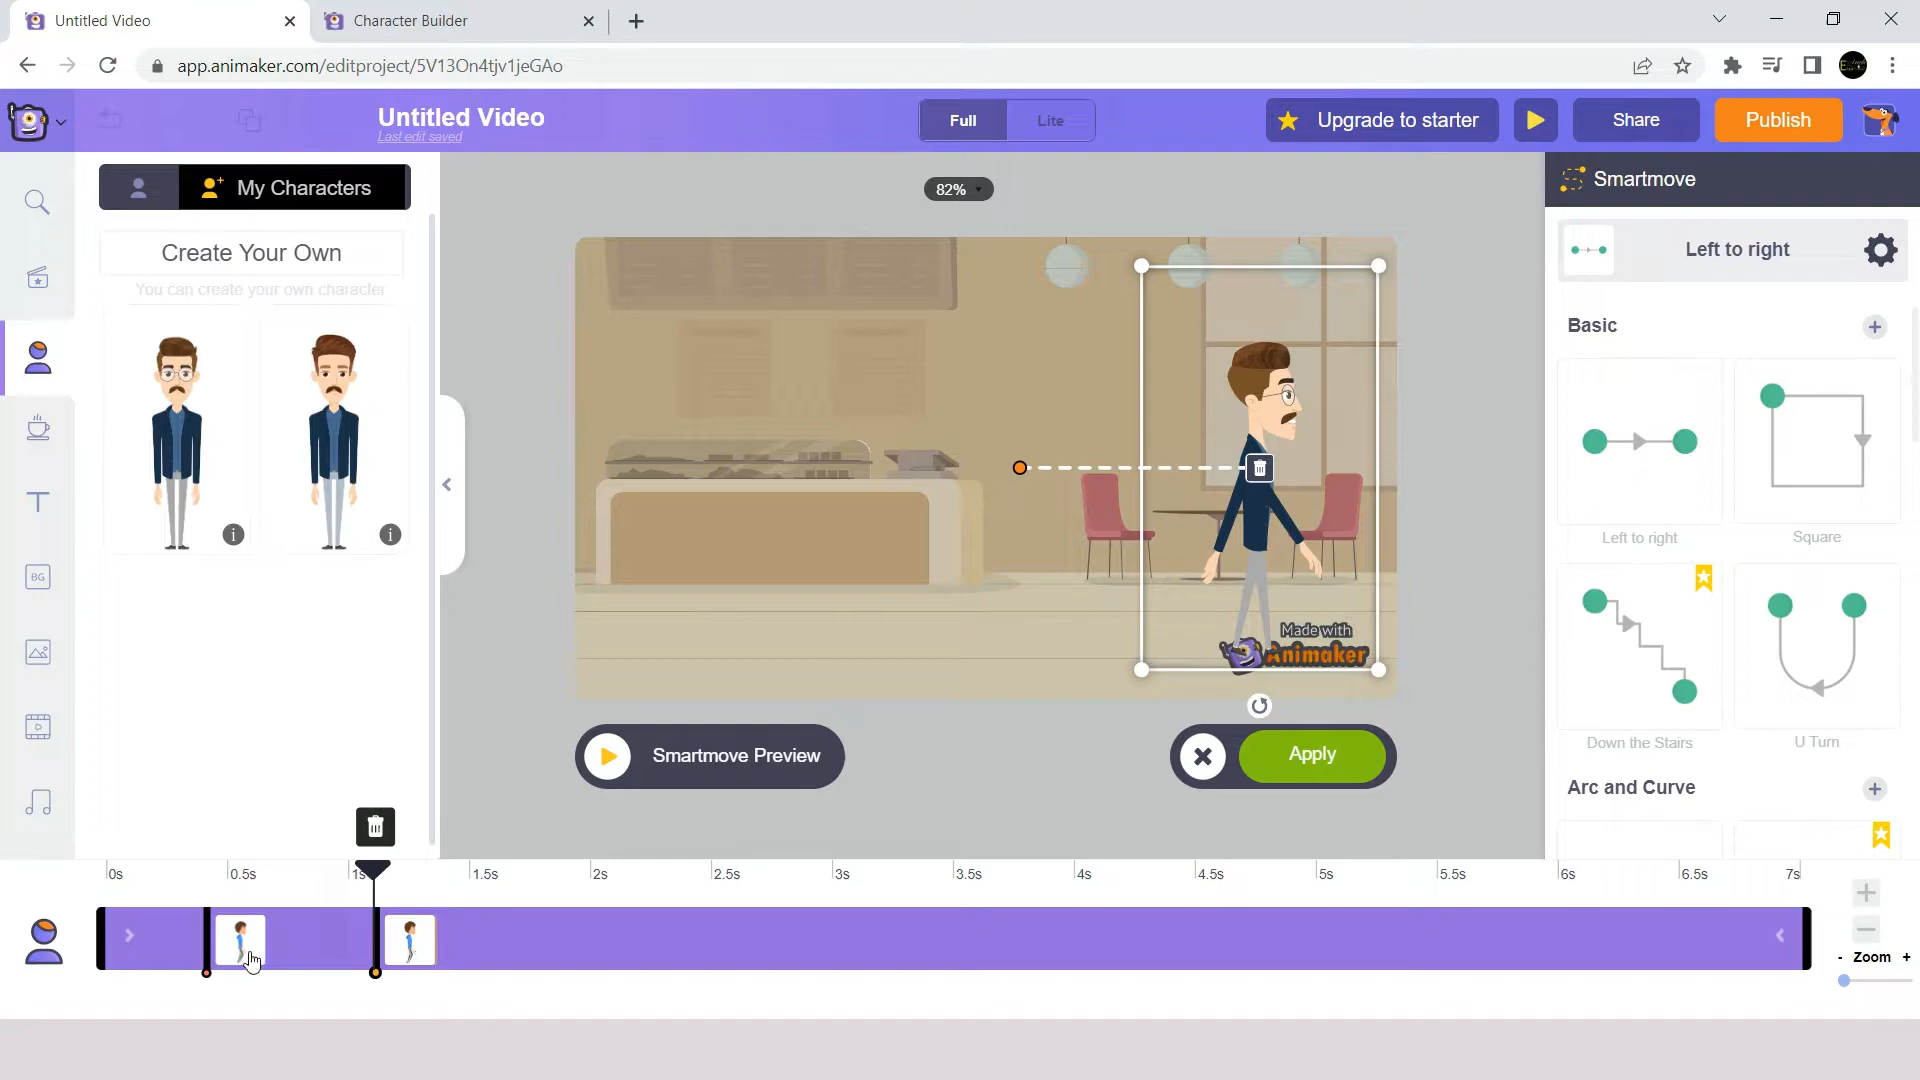 Untitled Video
Character Builder
app.animaker.com/editproject/5V13On4tjv1jeGAo
Untitled Video
Last edit saved
Full
Lite
Upgrade to starter
Share
Publish
My Characters
Create Your Own
You can create your own character
82%
Smartmove
Left to right
Basic
Left to right
Square
Down the Stairs
U Turn
Arc and Curve
T
BG
Made with
Animaker
Smartmove Preview
Apply
0s
0.5s
1s
1.5s
2s
2.5s
3s
3.5s
4s
4.5s
5s
5.5s
6s
6.5s
7s
- Zoom +